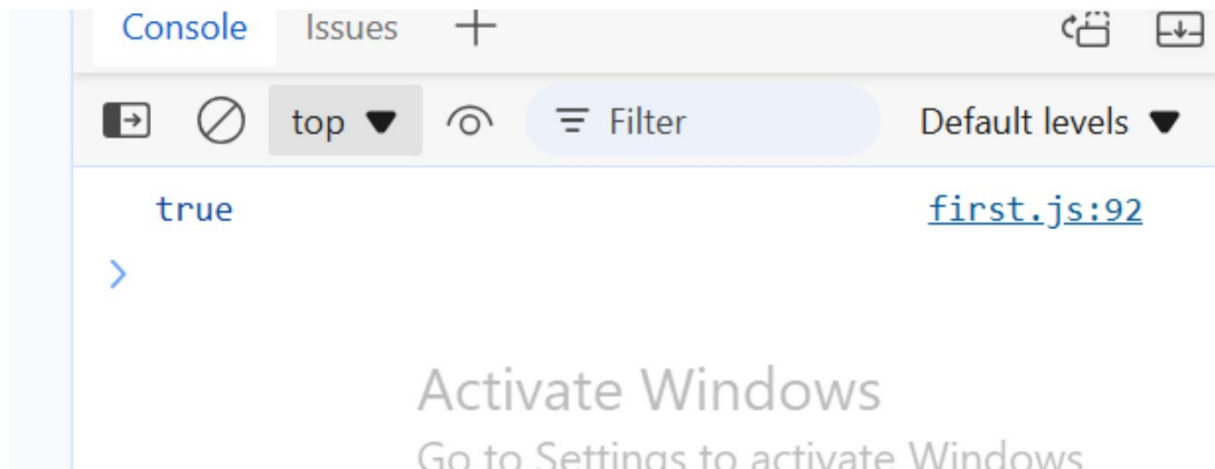 Console Issues +
top ▼ Filter Default levels ▼
true first.js:92
>
Activate Windows
Go to Settings to activate Windows